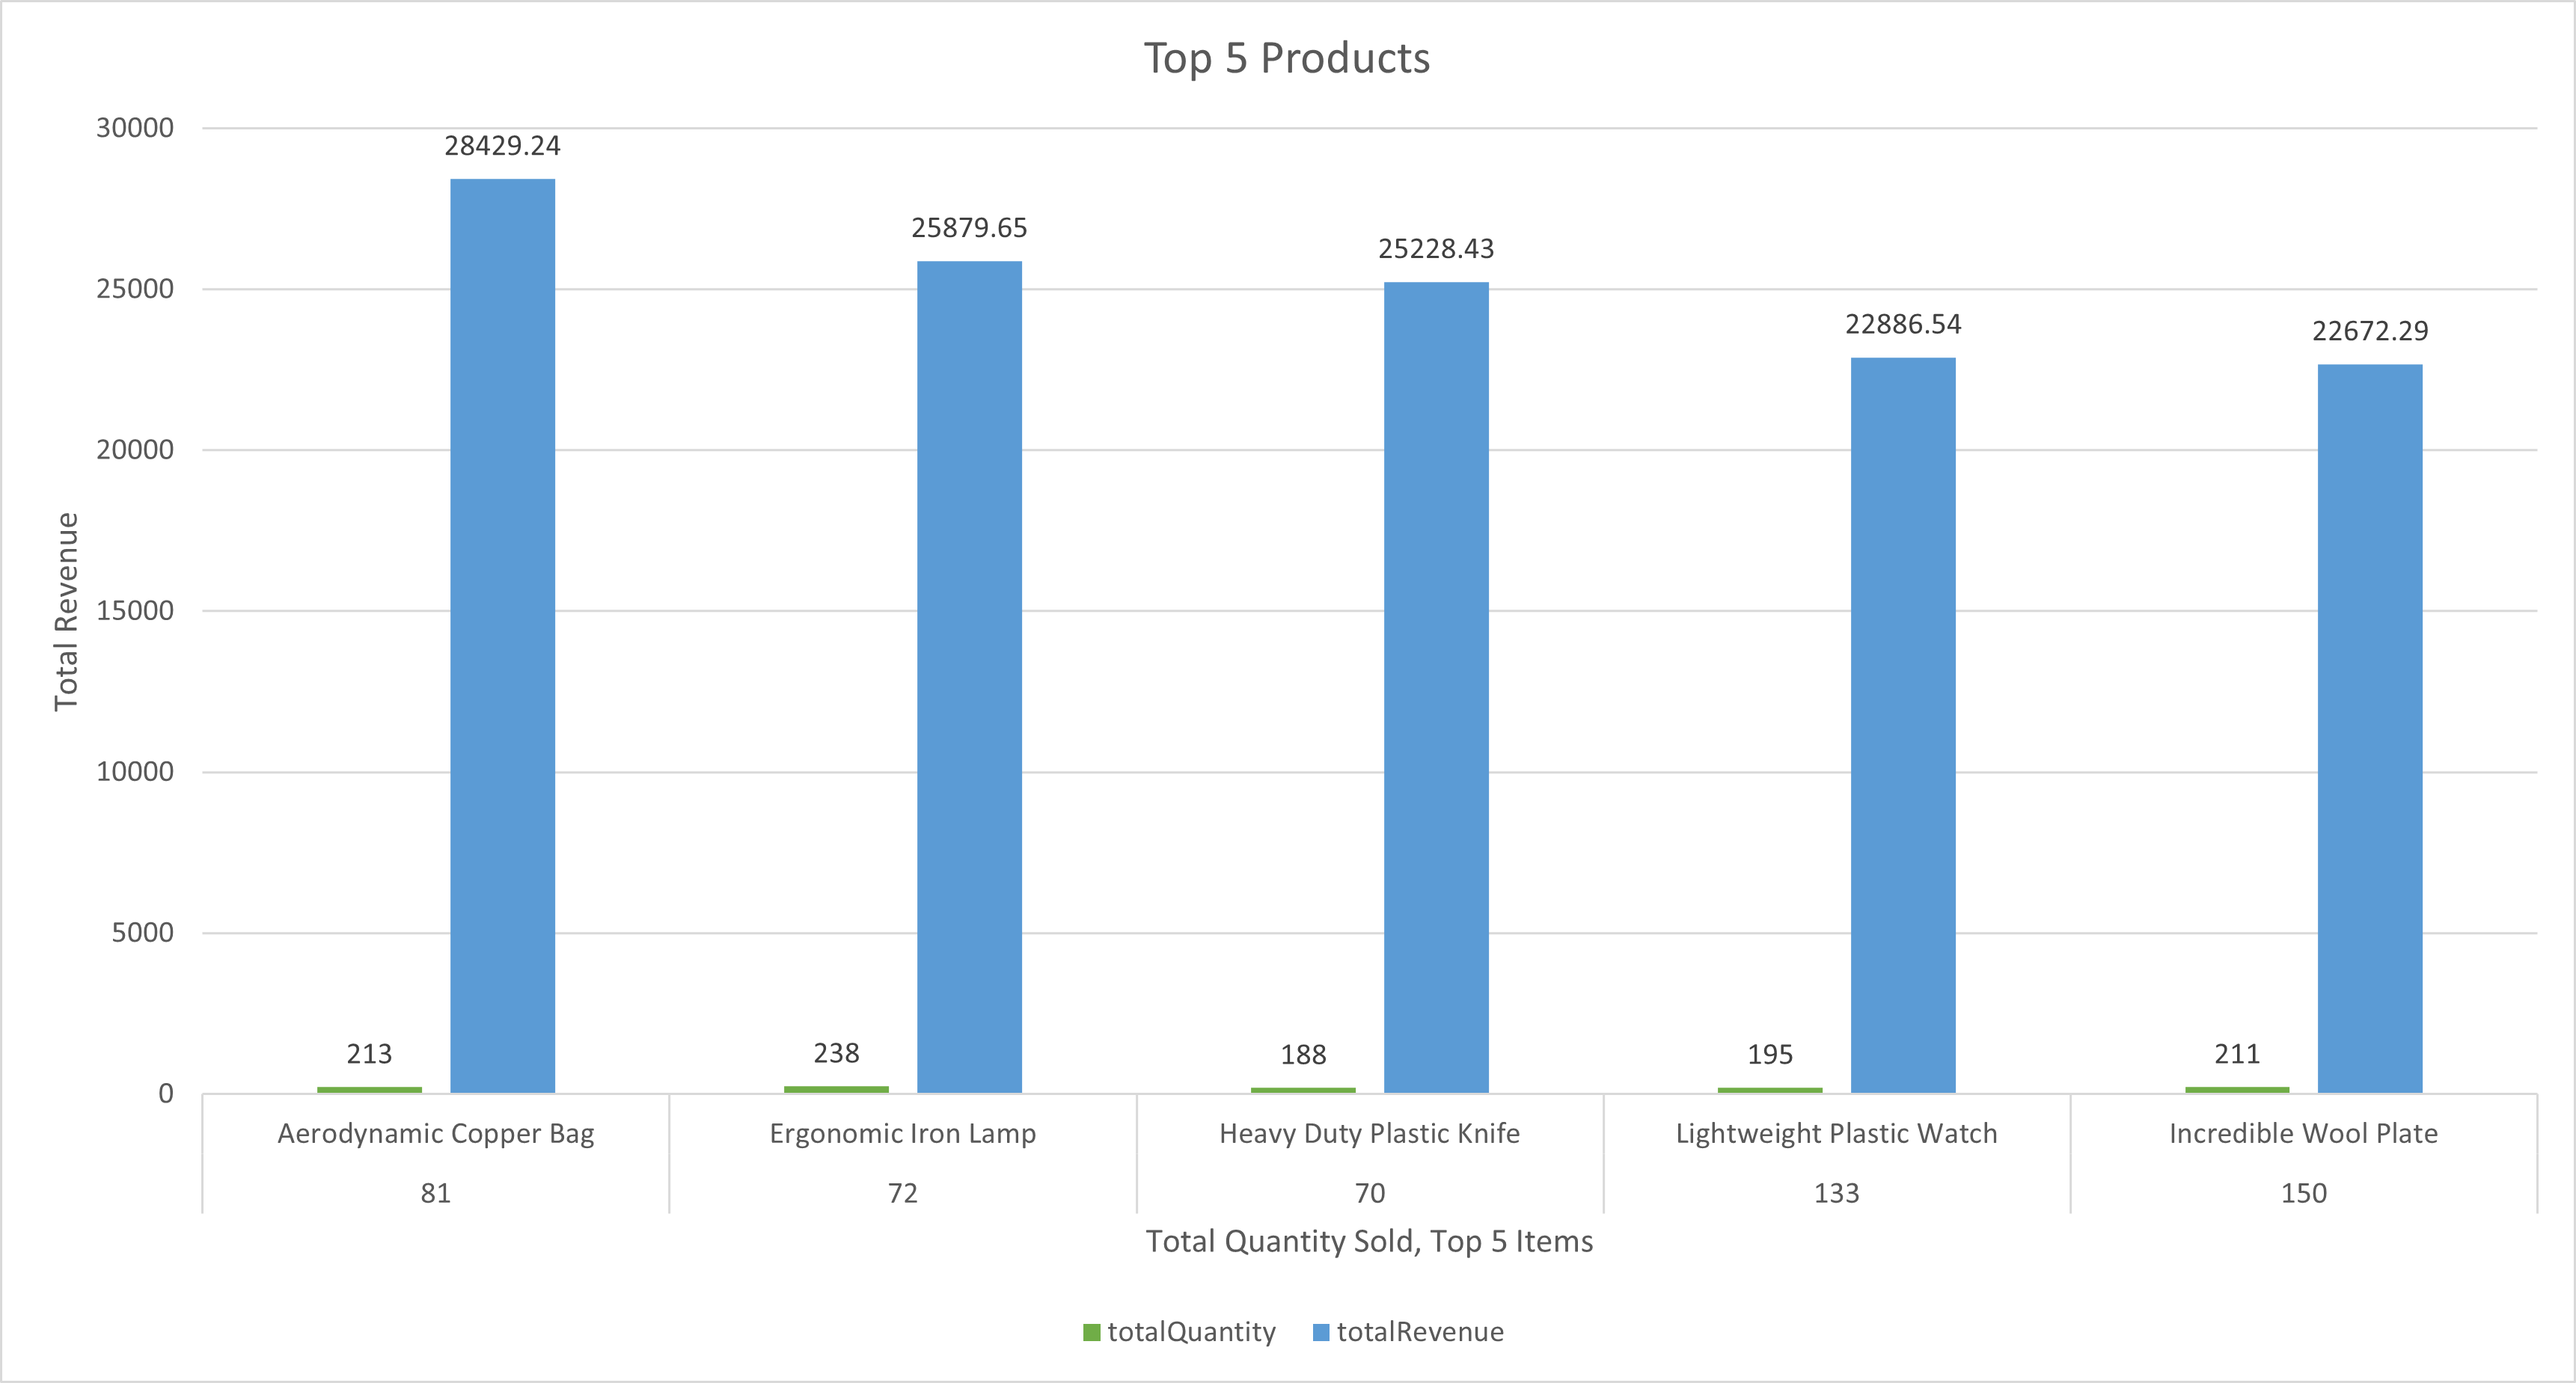 Top 5 Products
30000
25000
20000
15000
10000
5000
0
Total Revenue
28429.24
25879.65
25228.43
22886.54
22672.29
213
238
188
195
211
Aerodynamic Copper Bag
Ergonomic Iron Lamp
Heavy Duty Plastic Knife
Lightweight Plastic Watch
Incredible Wool Plate
81
72
70
133
150
Total Quantity Sold, Top 5 Items
totalQuantity
totalRevenue